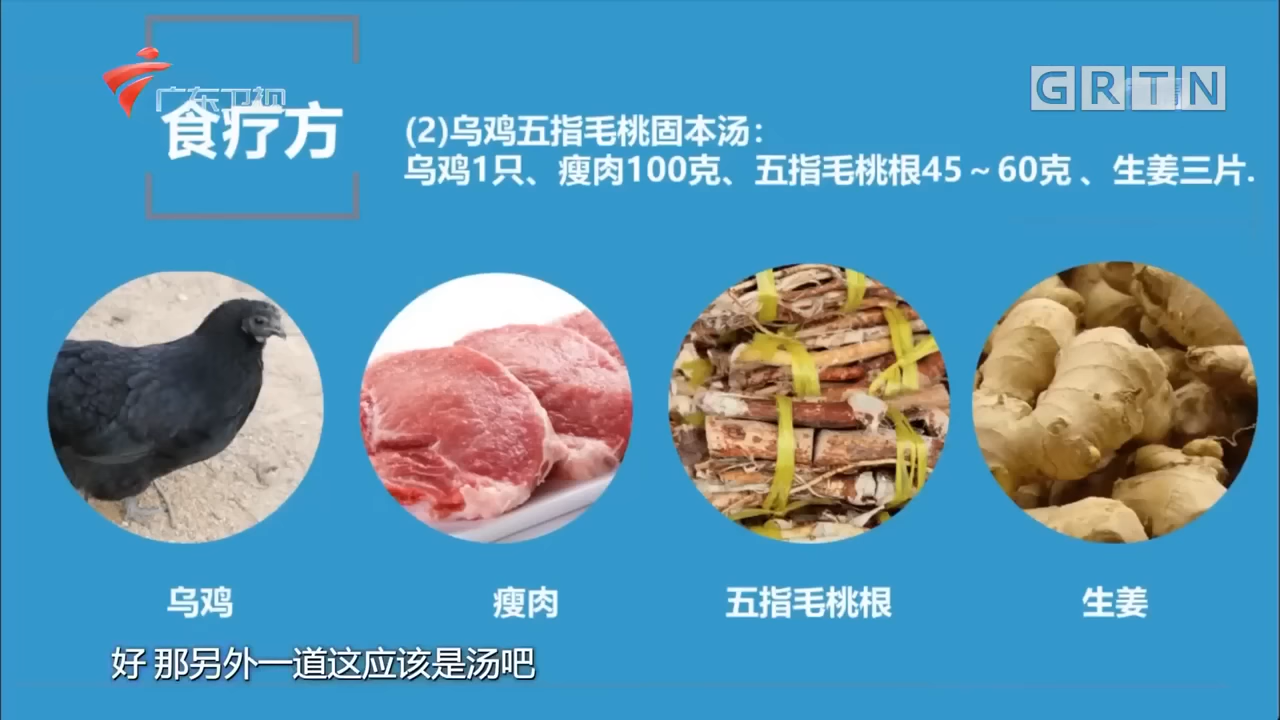 广东卫视
GRTN
食疗方
(2)乌鸡五指毛桃固本汤：
乌鸡1只、瘦肉100克、五指毛桃根45～60克、生姜三片.
乌鸡
瘦肉
五指毛桃根
生姜
好 那另外一道这应该是汤吧